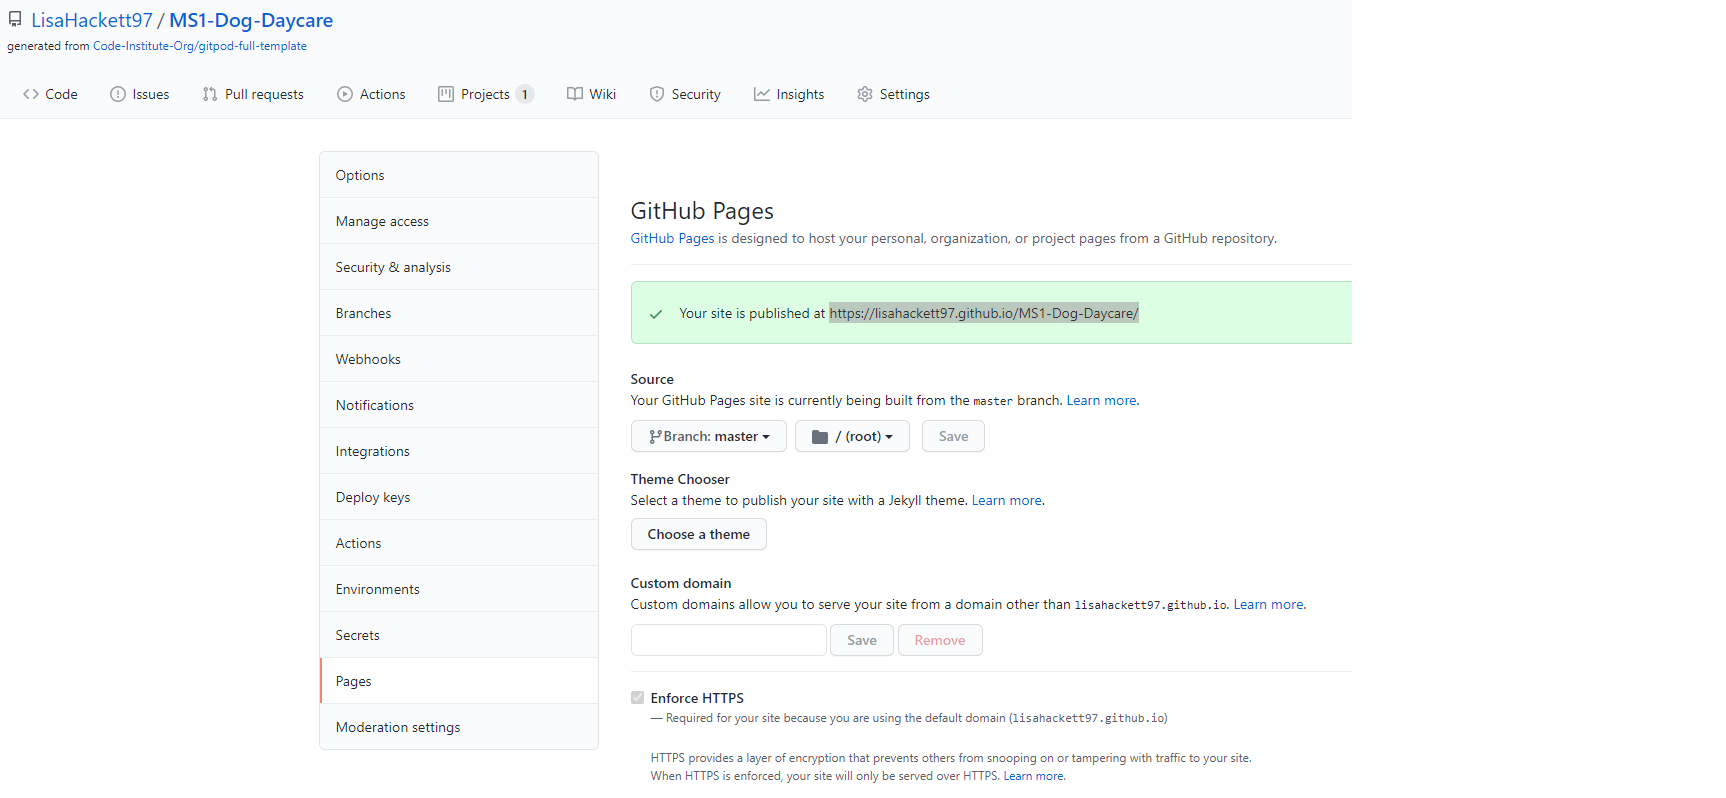 LisaHackett97 / MS1-Dog-Daycare
generated from Code-Institute-Org/gitpod-full-template
Code Issues Pull requests Actions Projects 1 Wiki Security Insights Settings
Options
Manage access
Security & analysis
Branches
Webhooks
Notifications
Integrations
Deploy keys
Actions
Environments
Secrets
Pages
Moderation settings
GitHub Pages
GitHub Pages is designed to host your personal, organization, or project pages from a GitHub repository.
Your site is published at https://lisahackett97.github.io/MS1-Dog-Daycare/
Source
Your GitHub Pages site is currently being built from the master branch. Learn more.
Branch: master / (root) Save
Theme Chooser
Select a theme to publish your site with a Jekyll theme. Learn more.
Choose a theme
Custom domain
Custom domains allow you to serve your site from a domain other than lisahackett97.github.io. Learn more.
Save Remove
Enforce HTTPS
— Required for your site because you are using the default domain (lisahackett97.github.io)
HTTPS provides a layer of encryption that prevents others from snooping on or tampering with traffic to your site.
When HTTPS is enforced, your site will only be served over HTTPS. Learn more.